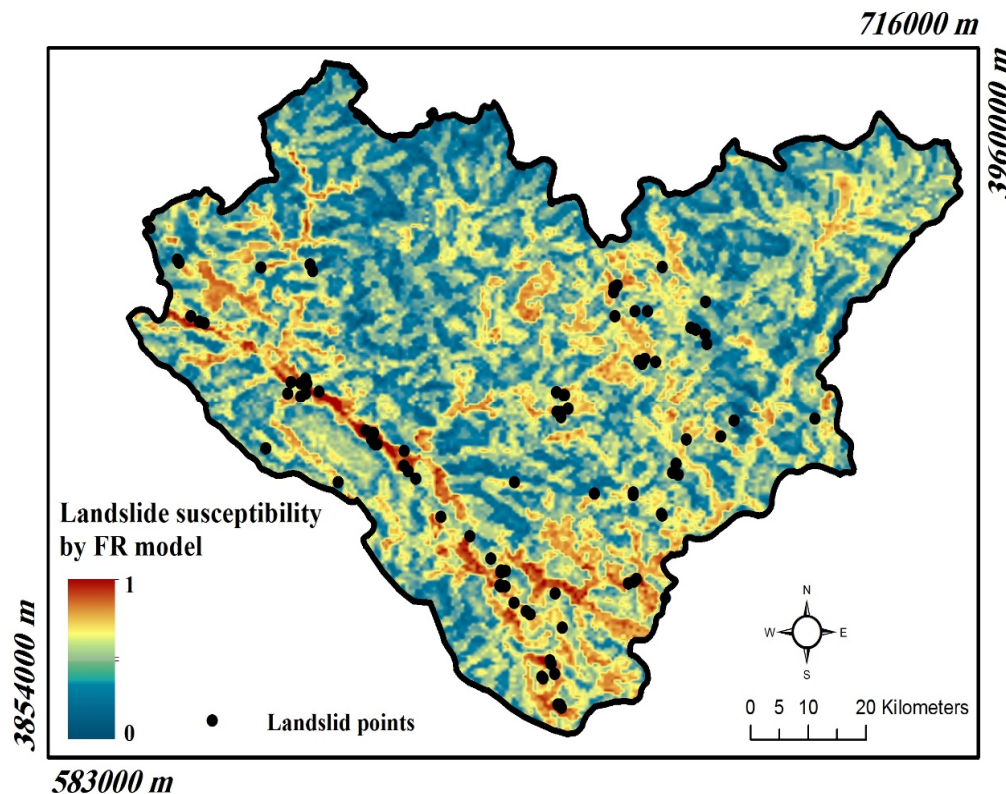 716000 m
3960000 m
Landslide susceptibility
by FR model
1
0
Landslid points
3854000 m
583000 m
N
W E
S
0 5 10 20 Kilometers